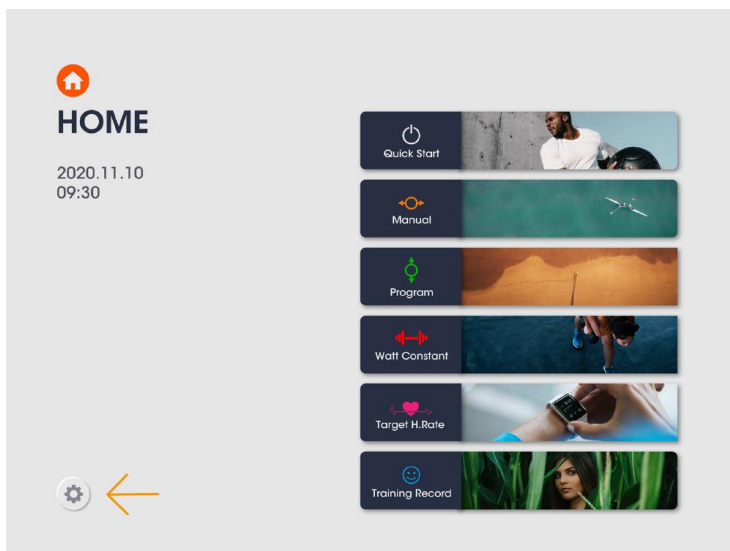 HOME
2020.11.10
09:30
Quick Start
Manual
Program
Watt Constant
Target H.Rate
Training Record